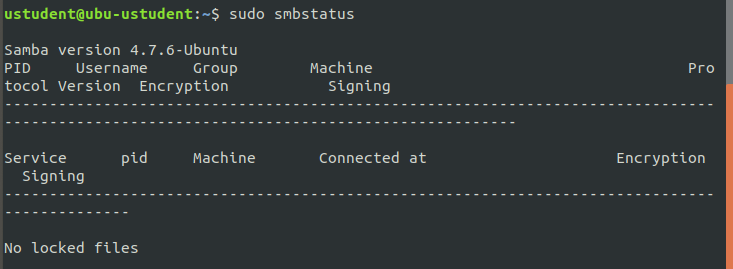 ustudent@ubu-ustudent:~$ sudo smbstatus
Samba version 4.7.6-Ubuntu
PID     Username     Group        Machine                                   Pro
tocol Version  Encryption           Signing
-------------------------------------------------------------------------------
---------------------------------------------------------
Service      pid     Machine       Connected at                     Encryption
  Signing
-------------------------------------------------------------------------------
--------------
No locked files